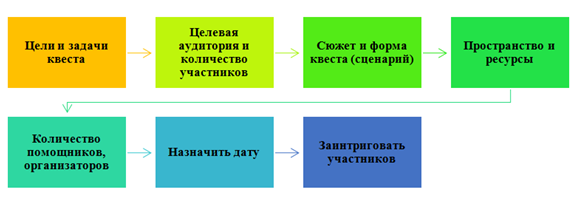 Цели и задачи
квеста
Целевая
аудитория и
количество
участников
Сюжет и форма
квеста (сценарий)
Пространство и
ресурсы
Количество
помощников,
организаторов
Назначить дату
Заинтриговать
участников